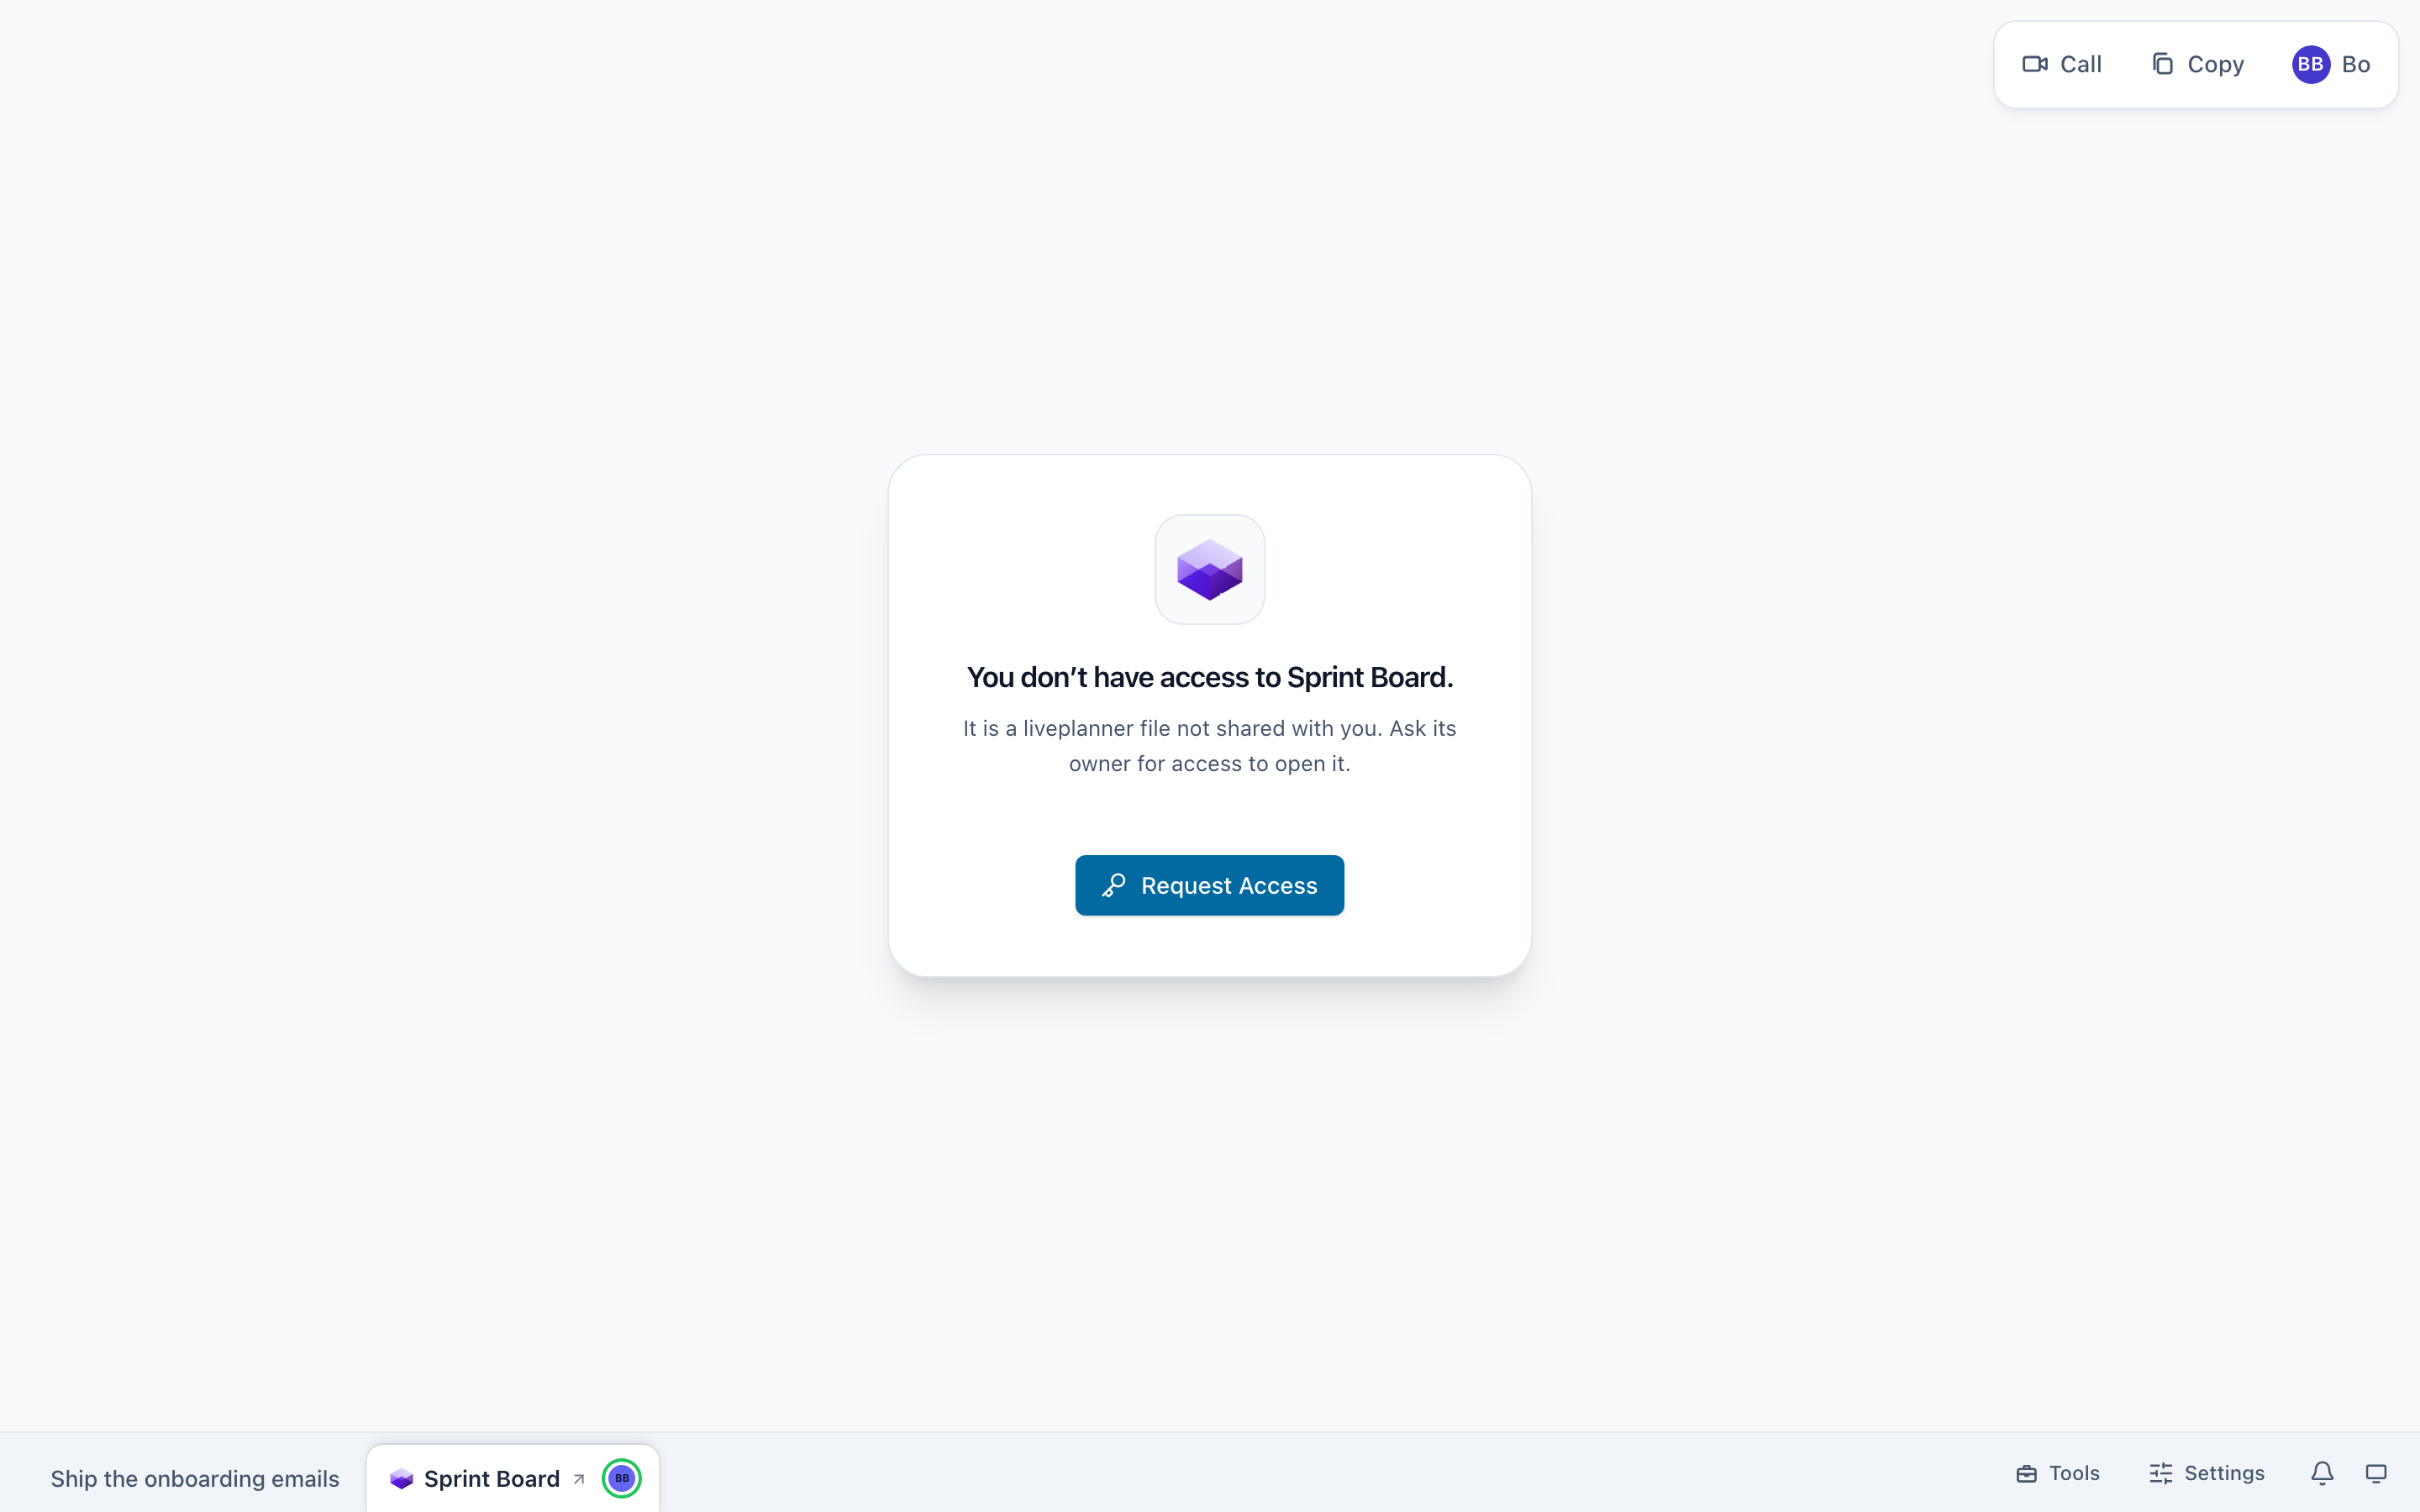 Call
Copy
BB
Bo
You don’t have access to Sprint Board.
It is a liveplanner file not shared with you. Ask its
owner for access to open it.
Request Access
Ship the onboarding emails
Sprint Board
BB
Tools
Settings